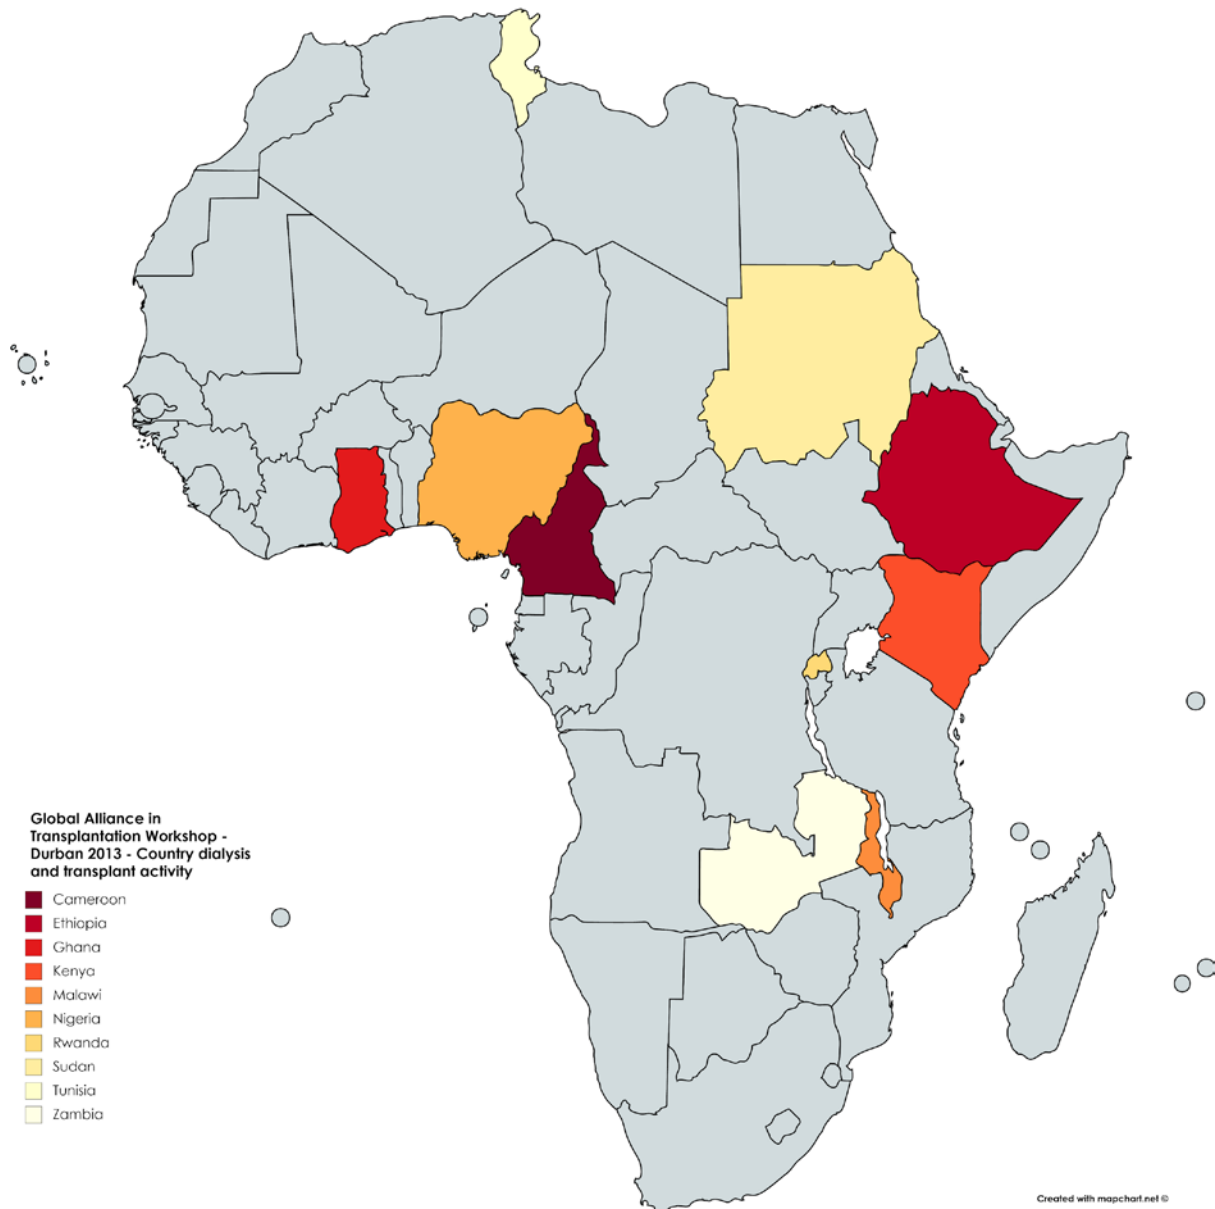 Global Alliance in
Transplantation Workshop -
Durban 2013 - Country dialysis
and transplant activity
Cameroon
Ethiopia
Ghana
Kenya
Malawi
Nigeria
Rwanda
Sudan
Tunisia
Zambia
Created with mapchart.net ©